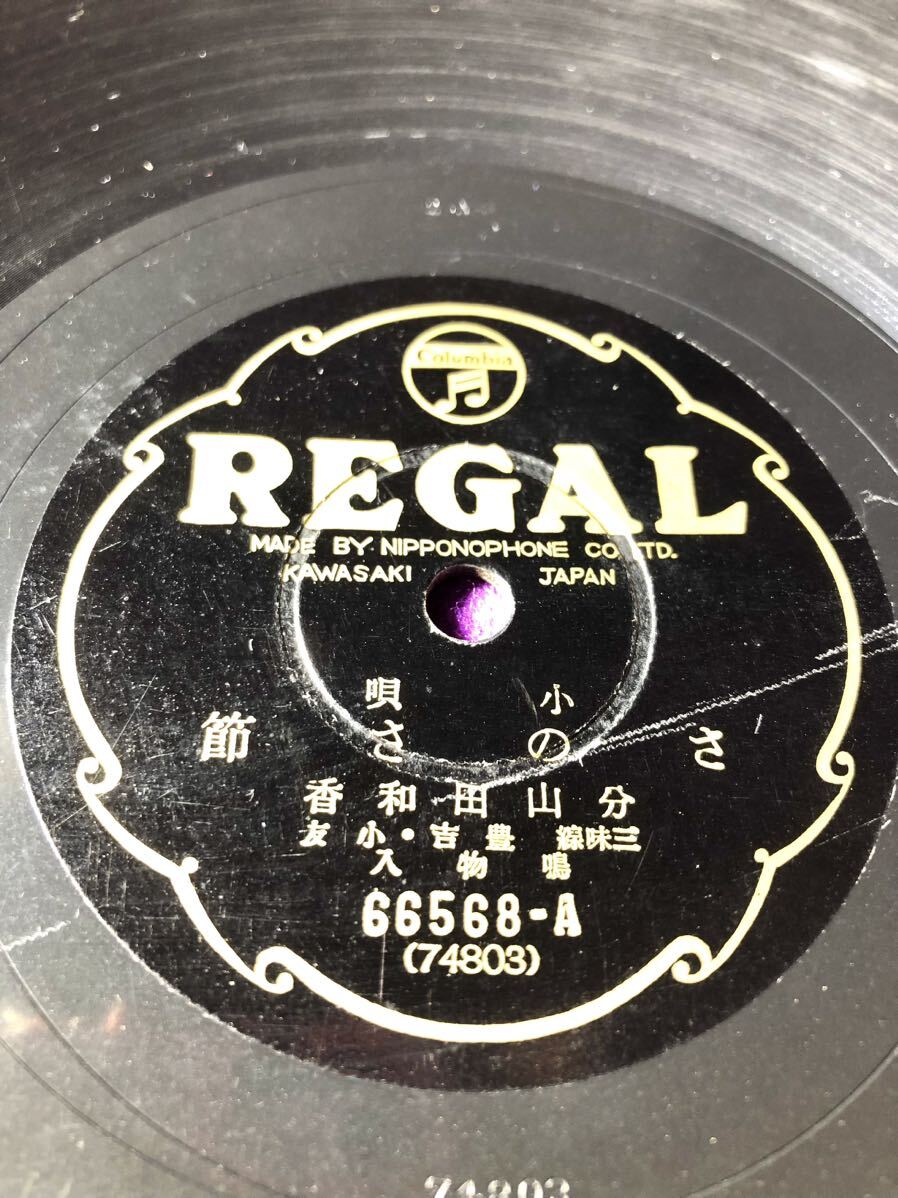 Columbia
REGAL
MADE BY NIPPONOPHONE CO. LTD.
KAWASAKI JAPAN
小唄
さのさ節
分山田和香
三味線 豊吉・小友
鳴物入
66568-A
(74803)
74803